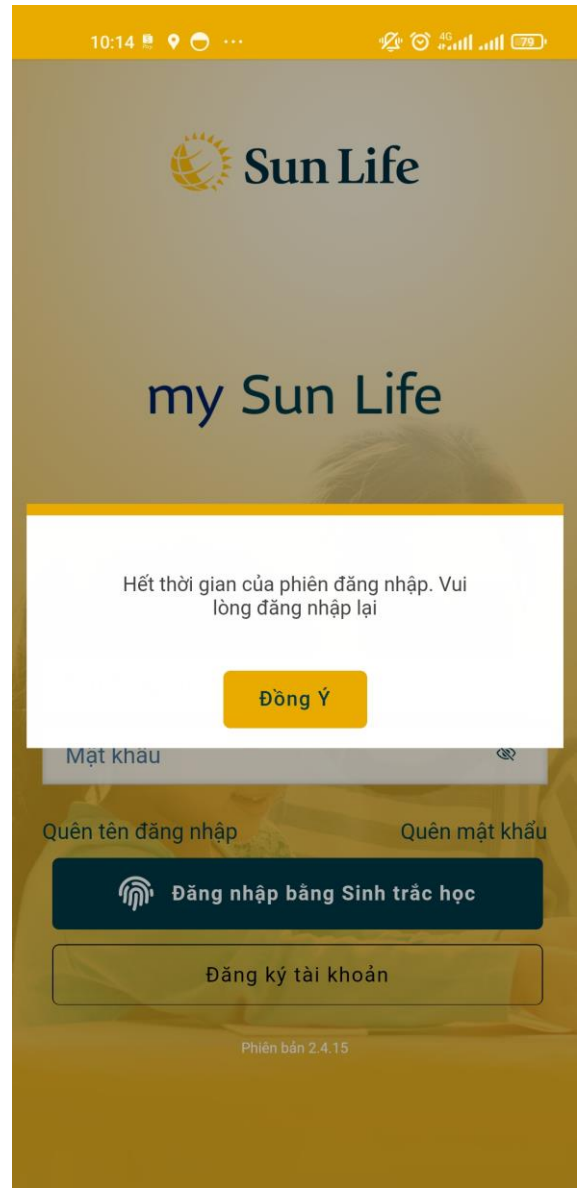 10:14
4G
79
Sun Life
my Sun Life
Hết thời gian của phiên đăng nhập. Vui
lòng đăng nhập lại
Đồng Ý
Mật khẩu
Quên tên đăng nhập
Quên mật khẩu
Đăng nhập bằng Sinh trắc học
Đăng ký tài khoản
Phiên bản 2.4.15